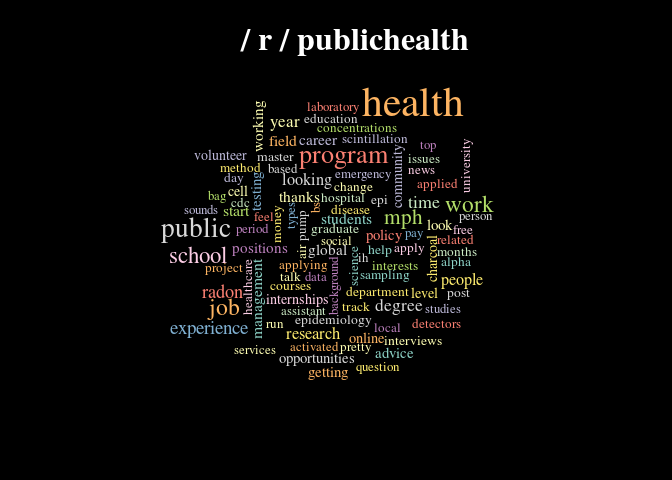 / r / publichealth
laboratory health
working year education
concentrations
field career scintillation
volunteer master program community issues top university
method based emergency news
day testing looking change applied
bag cell thanks hospital epi time work
cdc types bs disease person
sounds start feel money students mph look free
public period air pump graduate policy pay related
social
school positions global ih help apply charcoal months
project healthcare applying science interests alpha
talk data sampling people
radon management courses background department level post
job internships degree
assistant track studies
experience run epidemiology local detectors
research online interviews
services activated pretty
opportunities advice
getting question